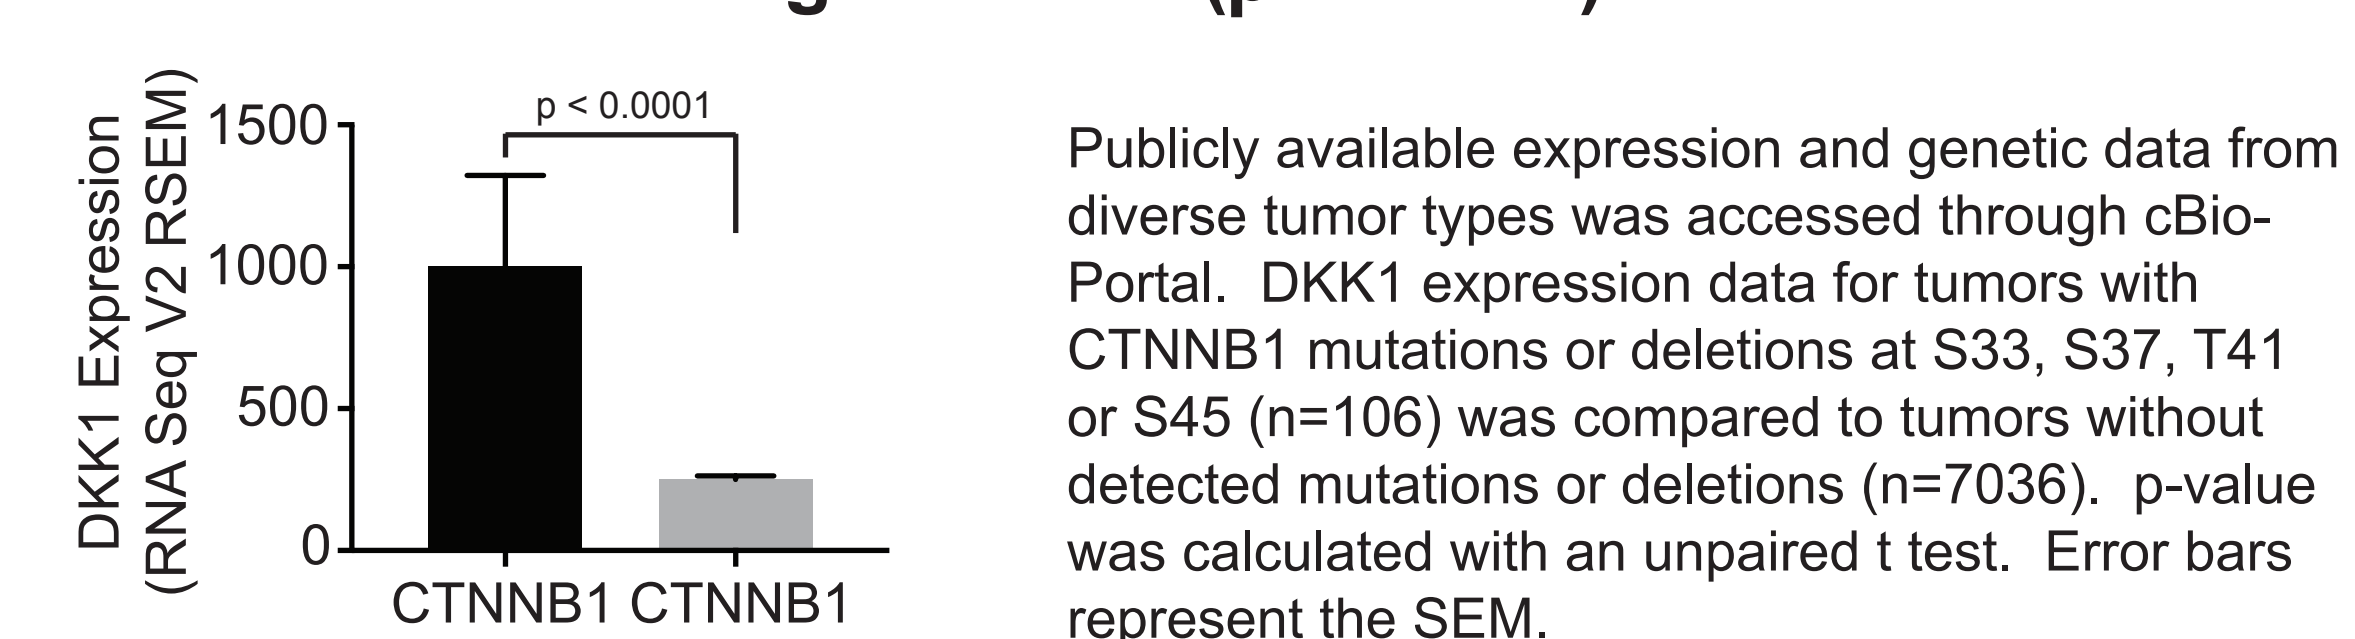 p < 0.0001
DKK1 Expression
(RNA Seq V2 RSEM)
1500
1000
500
0
CTNNB1 CTNNB1
Publicly available expression and genetic data from
diverse tumor types was accessed through cBio-
Portal.  DKK1 expression data for tumors with
CTNNB1 mutations or deletions at S33, S37, T41
or S45 (n=106) was compared to tumors without
detected mutations or deletions (n=7036).  p-value
was calculated with an unpaired t test.  Error bars
represent the SEM.